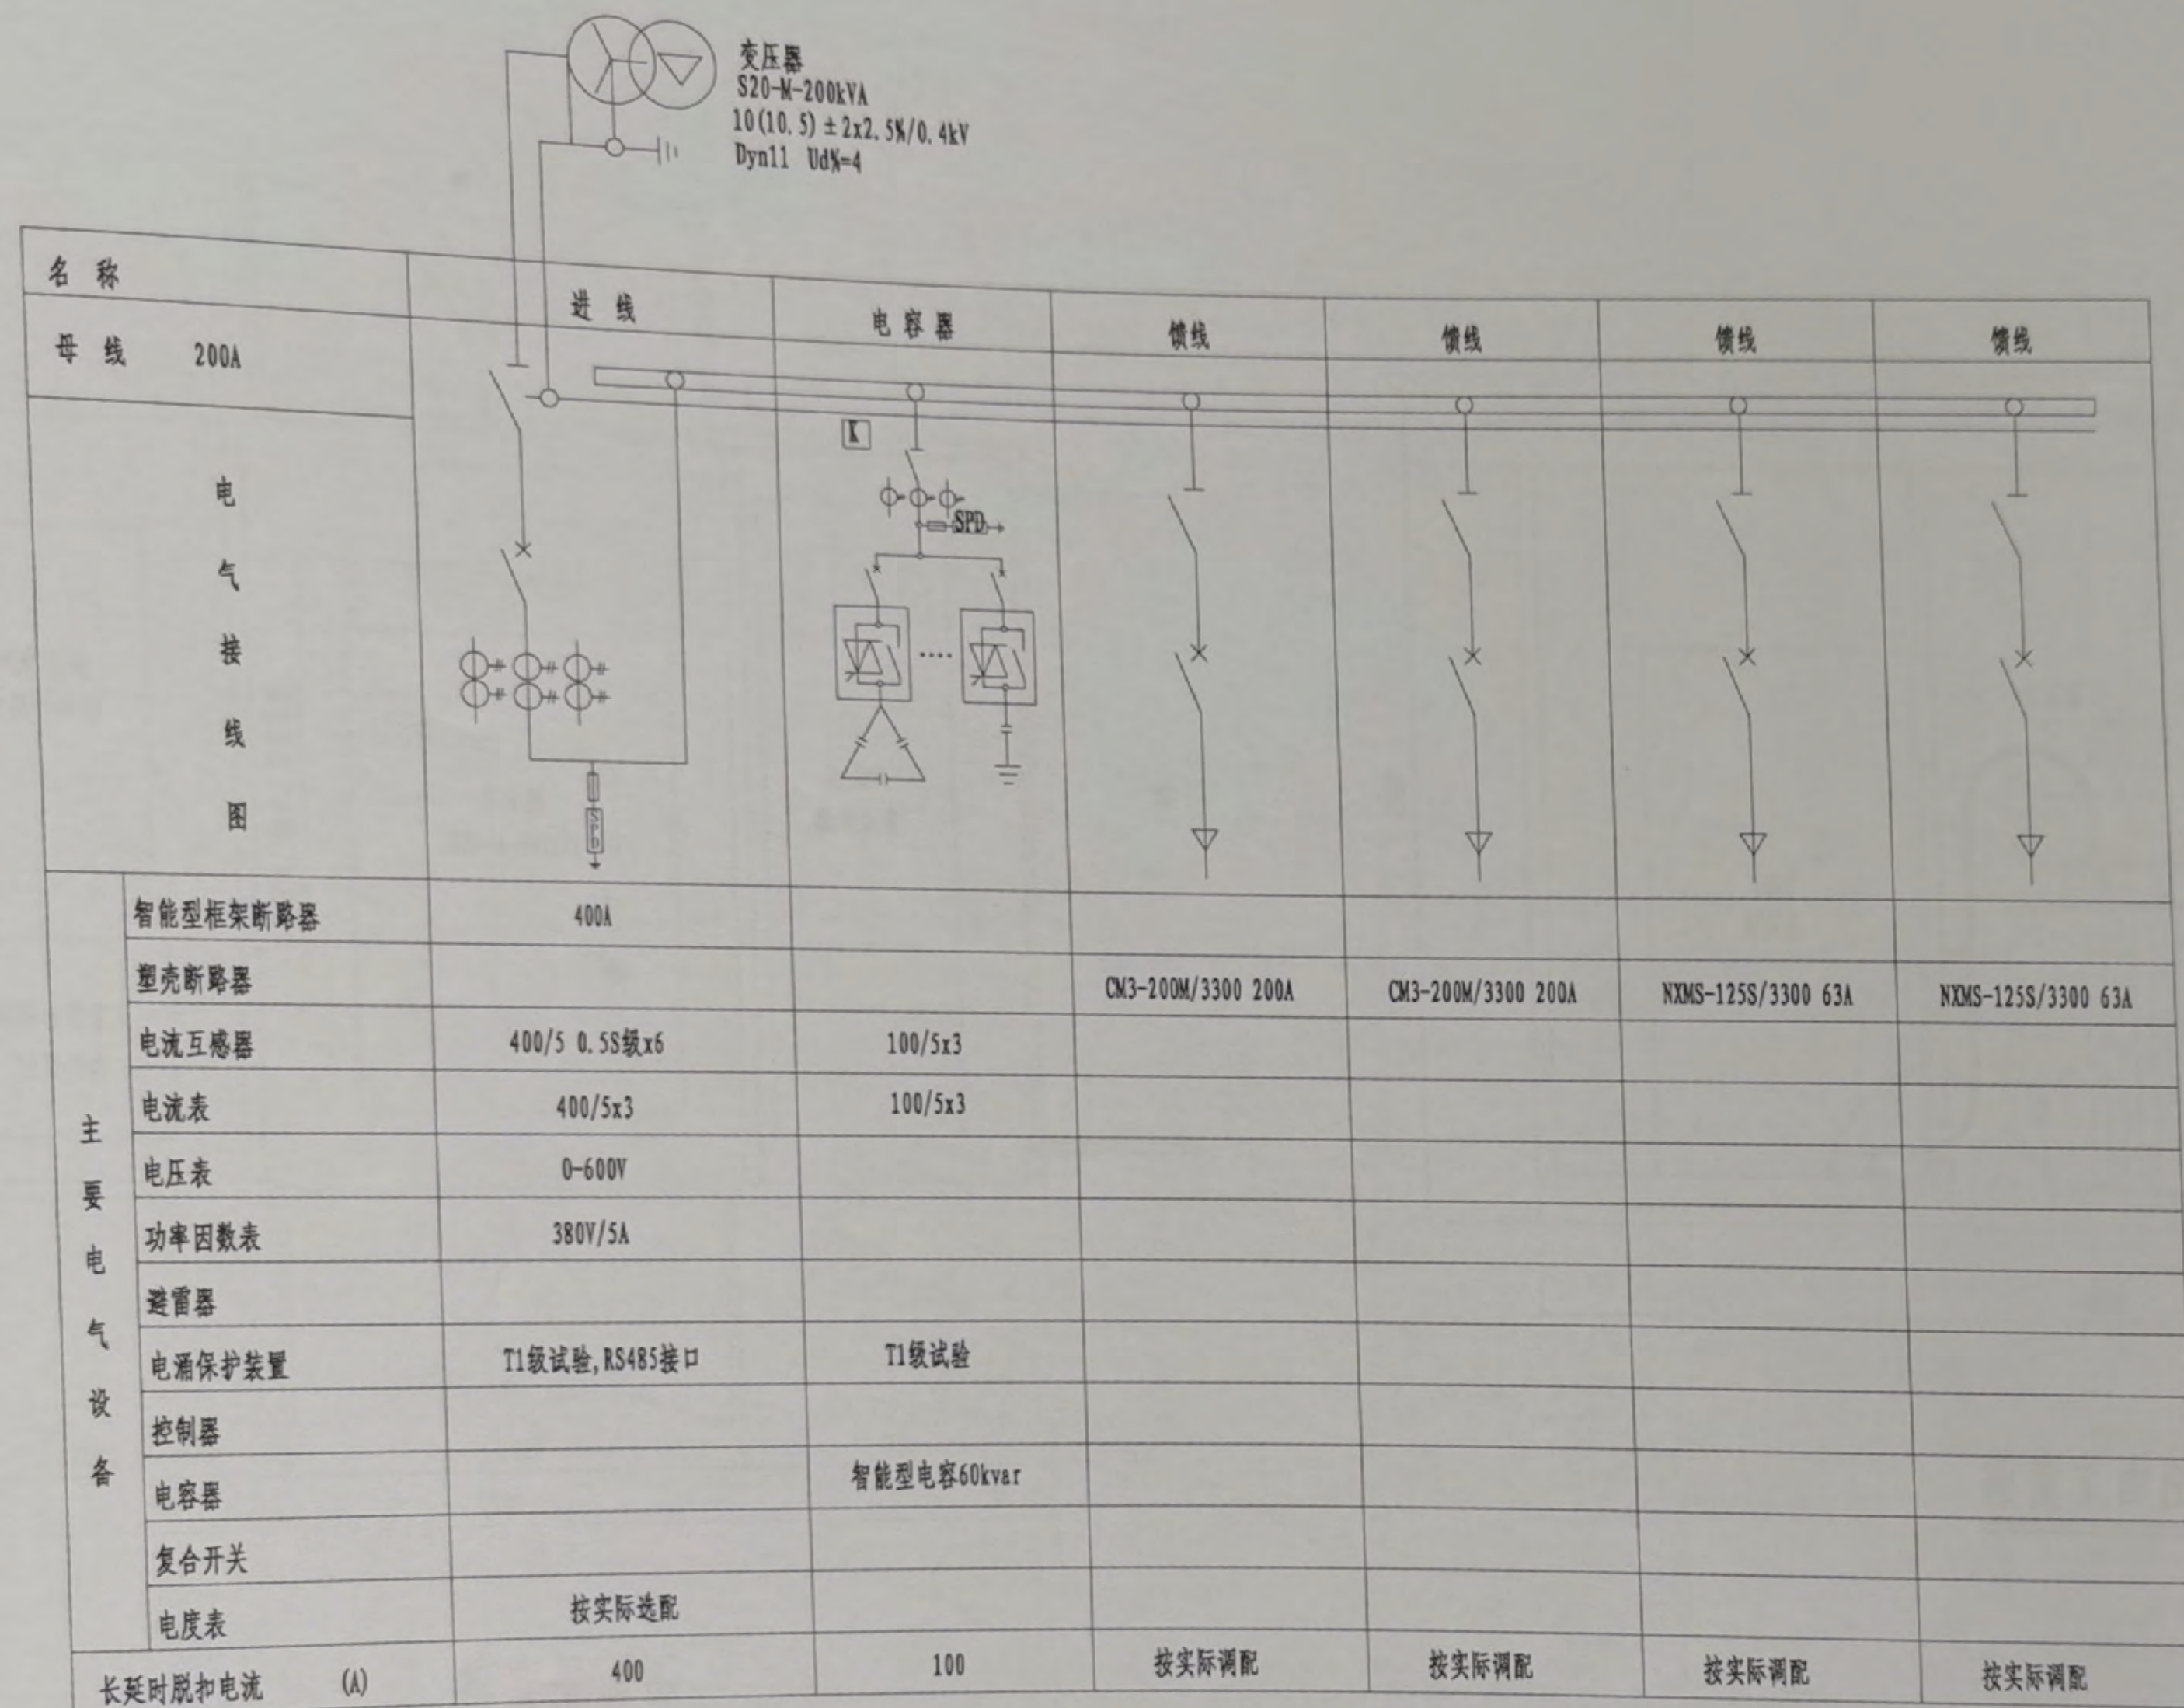 变压器
S20-M-200kVA
10(10.5)±2x2.5%/0.4kV
Dyn11 Ud%=4
名 称 进 线 电 容 器 馈线 馈线 馈线 馈线
母 线 200A
K
SPD
SPD
电气接线图
主要电气设备
智能型框架断路器 400A
塑壳断路器 CM3-200M/3300 200A CM3-200M/3300 200A NXMS-125S/3300 63A NXMS-125S/3300 63A
电流互感器 400/5 0.5S级x6 100/5x3
电流表 400/5x3 100/5x3
电压表 0-600V
功率因数表 380V/5A
避雷器
电涌保护装置 T1级试验,RS485接口 T1级试验
控制器
电容器 智能型电容60kvar
复合开关
电度表 按实际选配
长延时脱扣电流 (A) 400 100 按实际调配 按实际调配 按实际调配 按实际调配